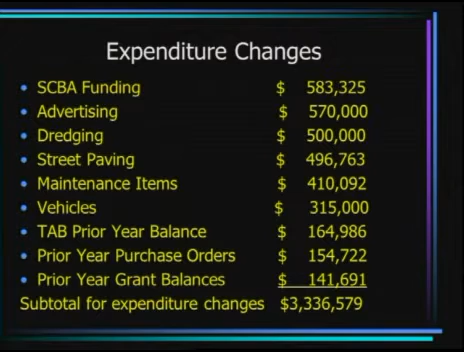 Expenditure Changes
• SCBA Funding $ 583,325
• Advertising $ 570,000
• Dredging $ 500,000
• Street Paving $ 496,763
• Maintenance Items $ 410,092
• Vehicles $ 315,000
• TAB Prior Year Balance $ 164,986
• Prior Year Purchase Orders $ 154,722
• Prior Year Grant Balances $ 141,691
Subtotal for expenditure changes $3,336,579